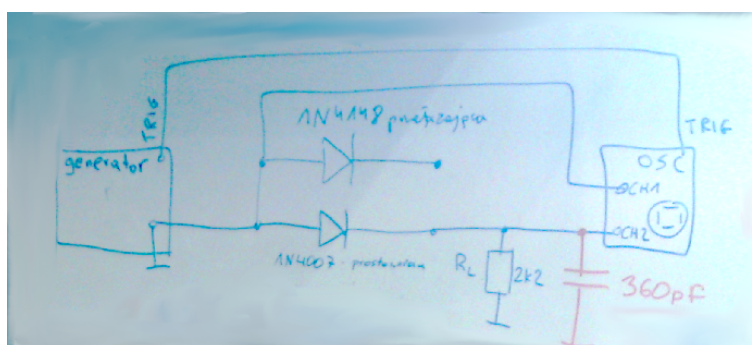 TRIG
TRIG
1N4148 przełączająca
generator
OSC
CH1
CH2
1N4007 - prostownicza
RL
2k2
360pF